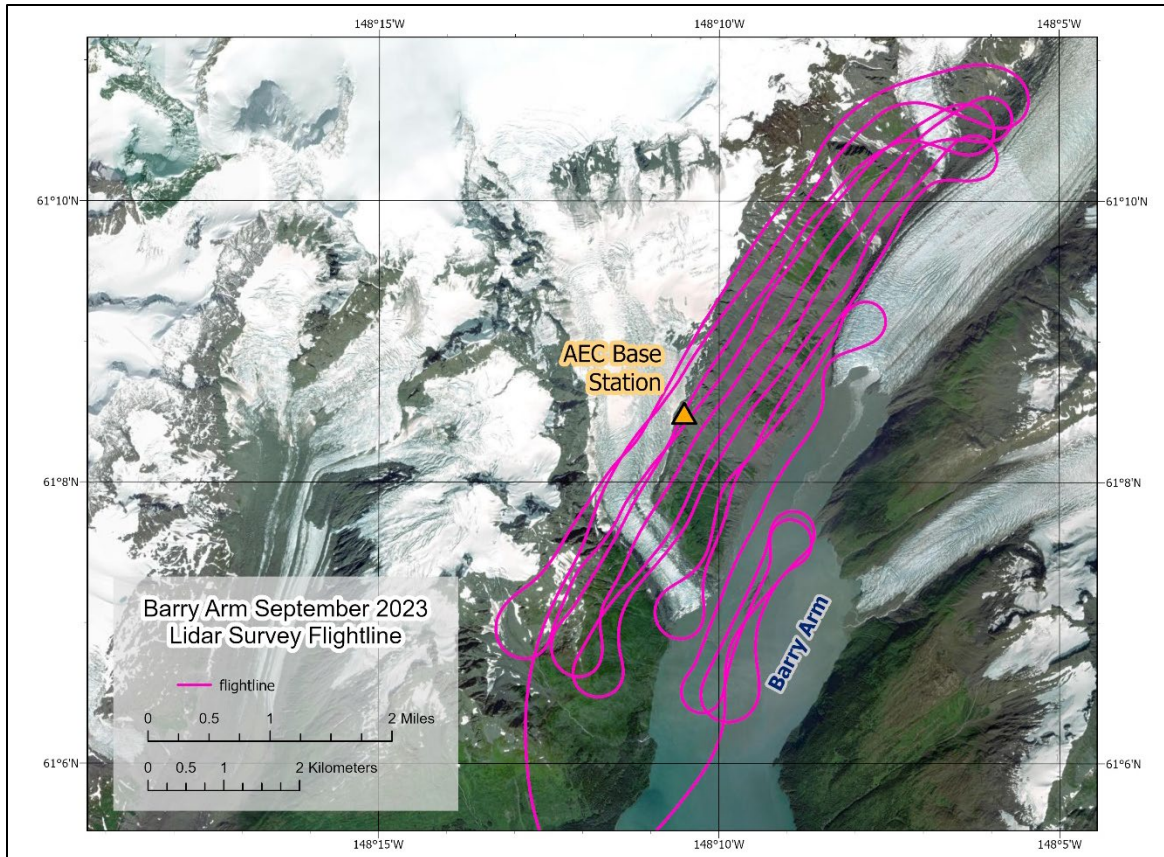 148°15'W 148°10'W 148°5'W
61°10'N 61°10'N
AEC Base
Station
61°8'N 61°8'N
Barry Arm September 2023
Lidar Survey Flightline
flightline
0 0.5 1 2 Miles
0 0.5 1 2 Kilometers
Barry Arm
61°6'N 61°6'N
148°15'W 148°10'W 148°5'W